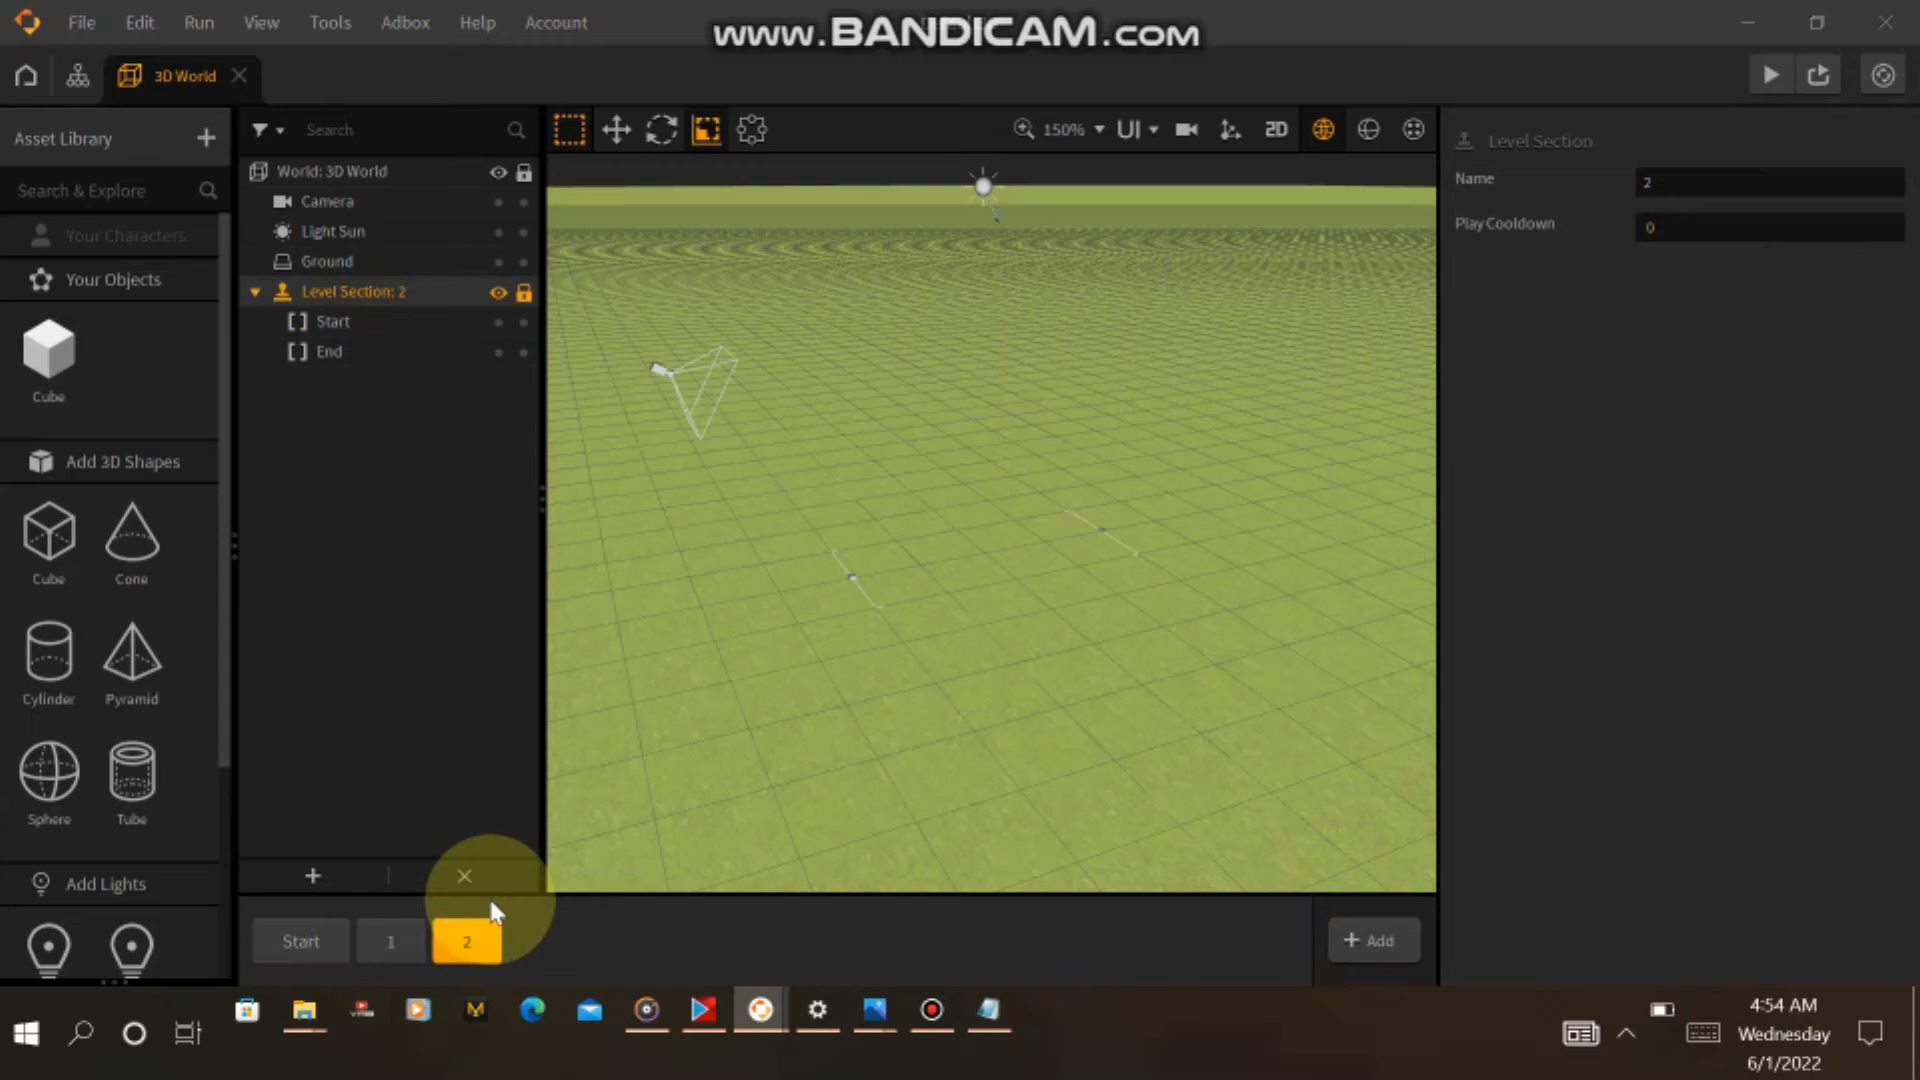 File Edit Run View Tools Adbox Help Account
www.BANDICAM.com
3D World
Asset Library
Search
150% UI 2D
Level Section
World: 3D World
Name 2
Search & Explore
Camera
Play Cooldown 0
Your Characters
Light Sun
Ground
Your Objects
Level Section: 2
Start
End
Cube
Add 3D Shapes
Cube Cone
Cylinder Pyramid
Sphere Tube
Add Lights
Start 1 2
+ Add
4:54 AM
Wednesday
6/1/2022